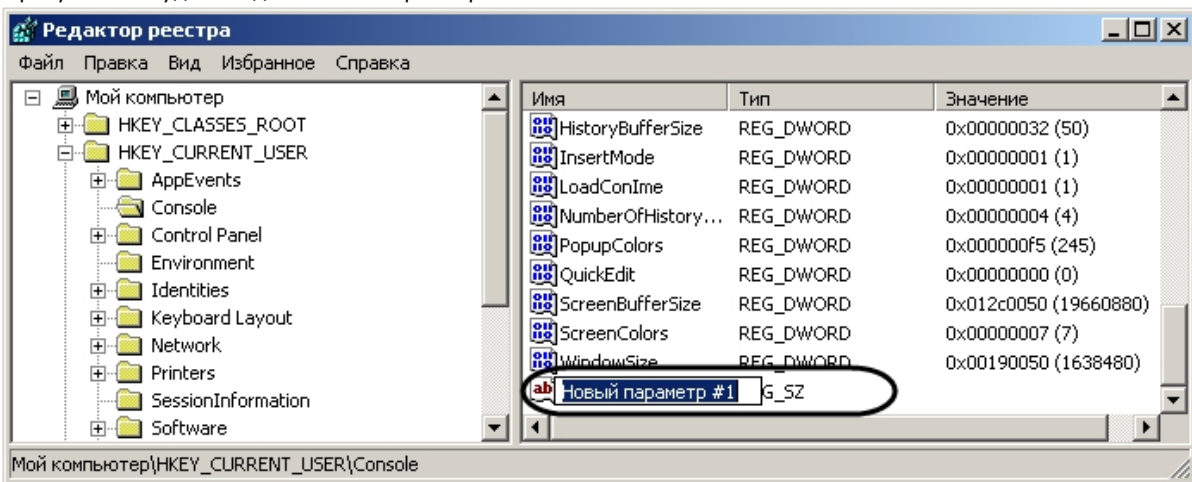 Редактор реестра
Файл Правка Вид Избранное Справка
Мой компьютер
HKEY_CLASSES_ROOT
HKEY_CURRENT_USER
AppEvents
Console
Control Panel
Environment
Identities
Keyboard Layout
Network
Printers
SessionInformation
Software
Имя Тип Значение
HistoryBufferSize REG_DWORD 0x00000032 (50)
InsertMode REG_DWORD 0x00000001 (1)
LoadConIme REG_DWORD 0x00000001 (1)
NumberOfHistory... REG_DWORD 0x00000004 (4)
PopupColors REG_DWORD 0x000000f5 (245)
QuickEdit REG_DWORD 0x00000000 (0)
ScreenBufferSize REG_DWORD 0x012c0050 (19660880)
ScreenColors REG_DWORD 0x00000007 (7)
WindowSize REG_DWORD 0x00190050 (1638480)
Новый параметр #1 G_SZ
Мой компьютер\HKEY_CURRENT_USER\Console